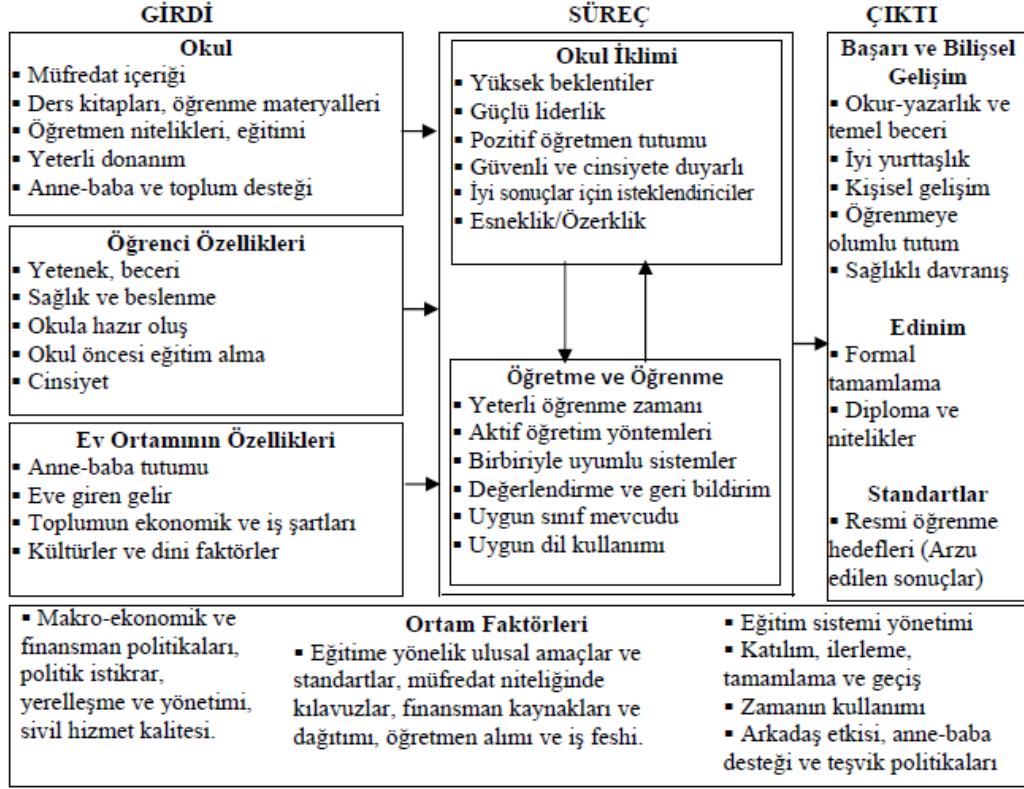 GİRDİ
Okul
▪ Müfredat içeriği
▪ Ders kitapları, öğrenme materyalleri
▪ Öğretmen nitelikleri, eğitimi
▪ Yeterli donanım
▪ Anne-baba ve toplum desteği
Öğrenci Özellikleri
▪ Yetenek, beceri
▪ Sağlık ve beslenme
▪ Okula hazır oluş
▪ Okul öncesi eğitim alma
▪ Cinsiyet
Ev Ortamının Özellikleri
▪ Anne-baba tutumu
▪ Eve giren gelir
▪ Toplumun ekonomik ve iş şartları
▪ Kültürler ve dini faktörler
SÜREÇ
Okul İklimi
▪ Yüksek beklentiler
▪ Güçlü liderlik
▪ Pozitif öğretmen tutumu
▪ Güvenli ve cinsiyete duyarlı
▪ İyi sonuçlar için isteklendiriciler
▪ Esneklik/Özerklik
Öğretme ve Öğrenme
▪ Yeterli öğrenme zamanı
▪ Aktif öğretim yöntemleri
▪ Birbiriyle uyumlu sistemler
▪ Değerlendirme ve geri bildirim
▪ Uygun sınıf mevcudu
▪ Uygun dil kullanımı
ÇIKTI
Başarı ve Bilişsel
Gelişim
▪ Okur-yazarlık ve
temel beceri
▪ İyi yurttaşlık
▪ Kişisel gelişim
▪ Öğrenmeye
olumlu tutum
▪ Sağlıklı davranış
Edinim
▪ Formal
tamamlama
▪ Diploma ve
nitelikler
Standartlar
▪ Resmi öğrenme
hedefleri (Arzu
edilen sonuçlar)
▪ Makro-ekonomik ve
finansman politikaları,
politik istikrar,
yerelleşme ve yönetimi,
sivil hizmet kalitesi.
Ortam Faktörleri
▪ Eğitime yönelik ulusal amaçlar ve
standartlar, müfredat niteliğinde
kılavuzlar, finansman kaynakları ve
dağıtımı, öğretmen alımı ve iş feshi.
▪ Eğitim sistemi yönetimi
▪ Katılım, ilerleme,
tamamlama ve geçiş
▪ Zamanın kullanımı
▪ Arkadaş etkisi, anne-baba
desteği ve teşvik politikaları